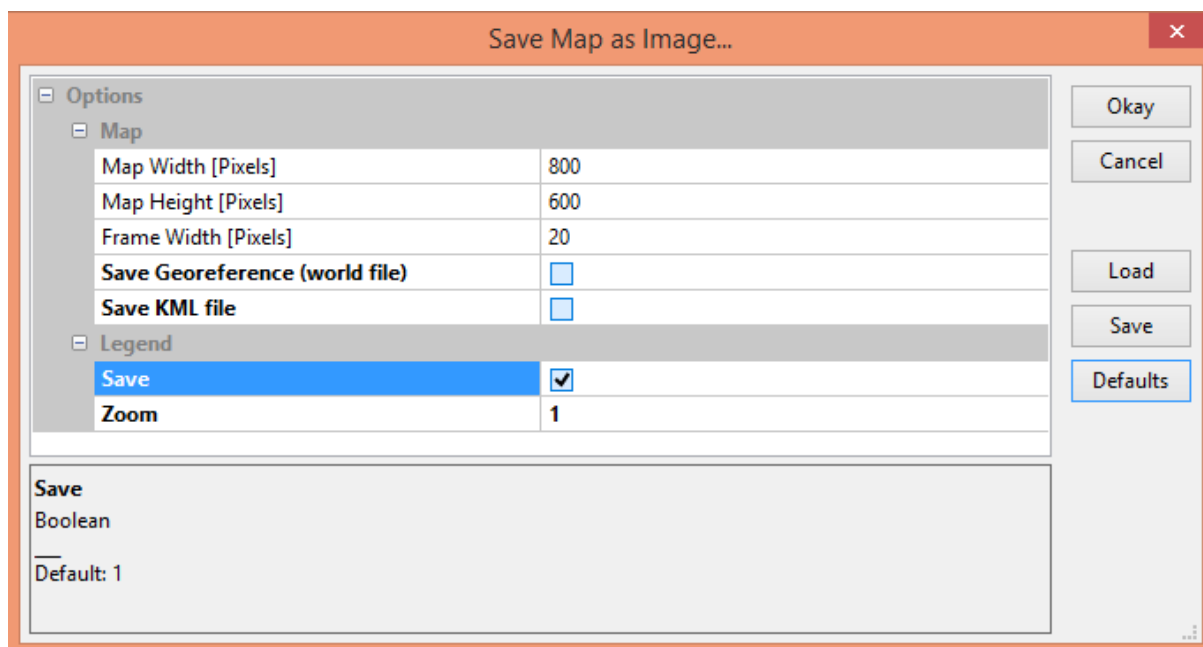 Save Map as Image...
Options
Map
Map Width [Pixels] 800
Map Height [Pixels] 600
Frame Width [Pixels] 20
Save Georeference (world file)
Save KML file
Legend
Save
Zoom 1
Okay
Cancel
Load
Save
Defaults
Save
Boolean
__
Default: 1